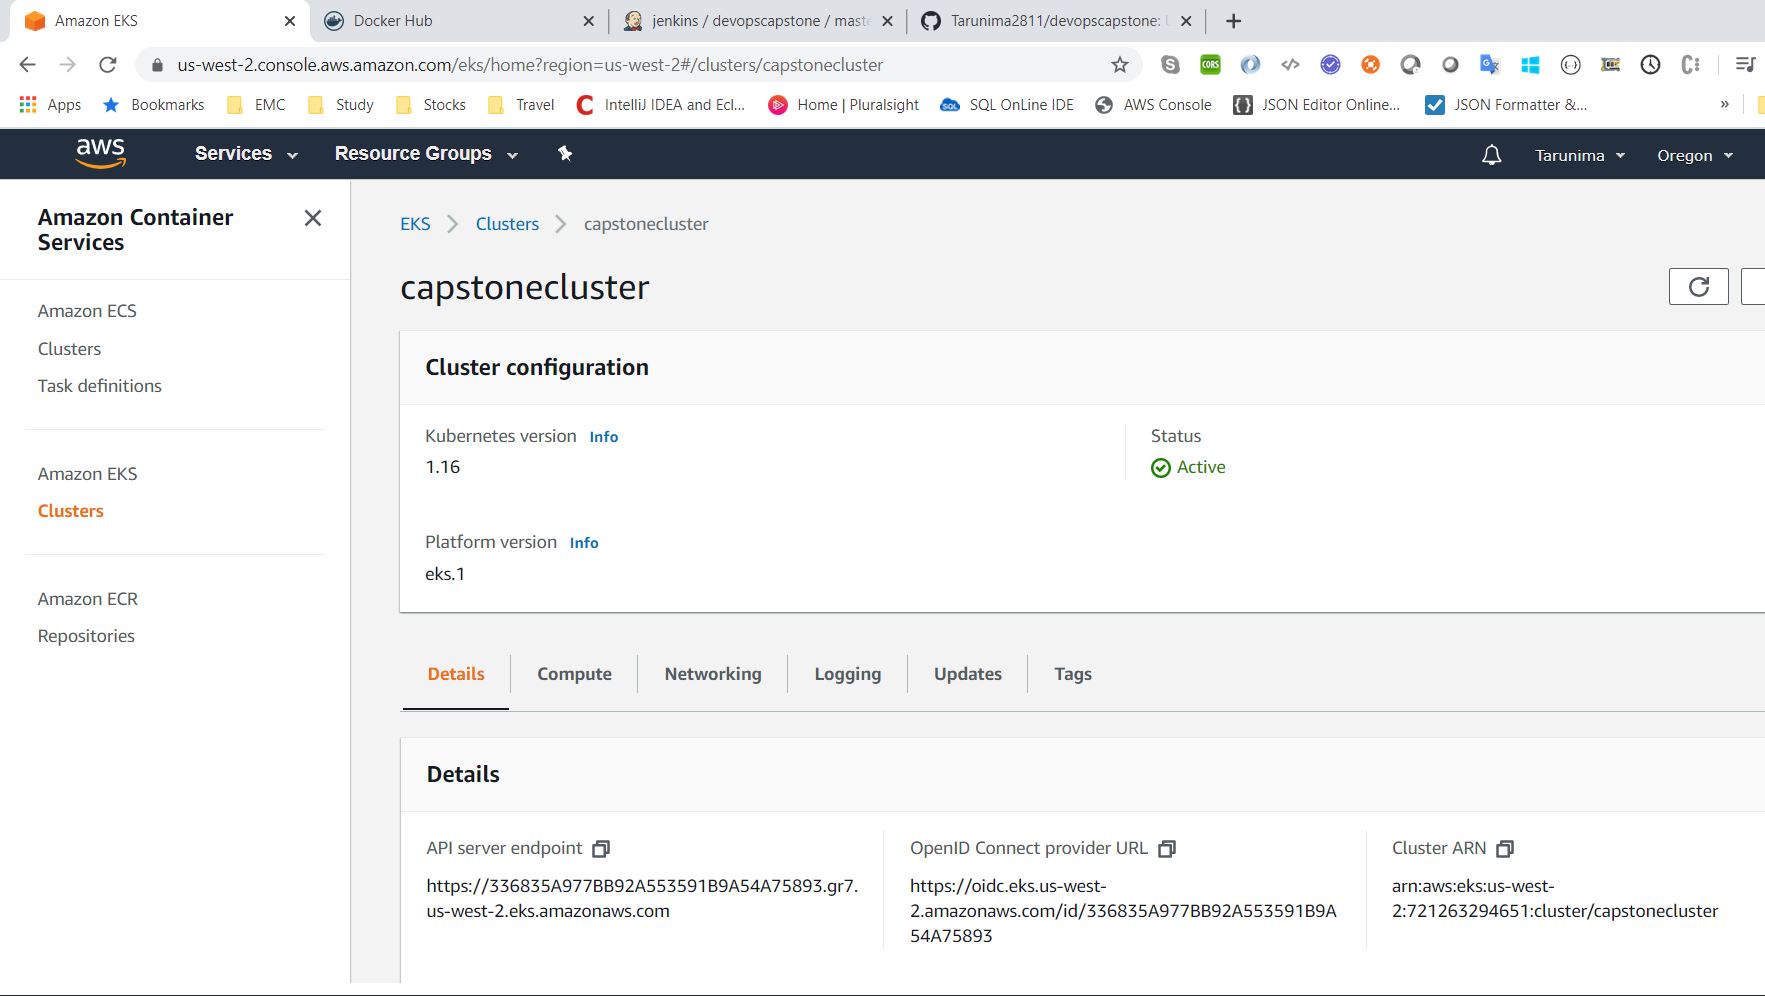 Amazon EKS
Docker Hub
jenkins / devopscapstone / maste
Tarunima2811/devopscapstone:
us-west-2.console.aws.amazon.com/eks/home?region=us-west-2#/clusters/capstonecluster
CORS
Apps
Bookmarks
EMC
Study
Stocks
Travel
IntelliJ IDEA and Ecl...
Home | Pluralsight
SQL OnLine IDE
AWS Console
JSON Editor Online...
JSON Formatter &...
»
aws
Services
Resource Groups
Tarunima
Oregon
Amazon Container
Services
Amazon ECS
Clusters
Task definitions
Amazon EKS
Clusters
Amazon ECR
Repositories
EKS > Clusters > capstonecluster
capstonecluster
Cluster configuration
Kubernetes version Info
1.16
Status
Active
Platform version Info
eks.1
Details
Compute
Networking
Logging
Updates
Tags
Details
API server endpoint
https://336835A977BB92A553591B9A54A75893.gr7.
us-west-2.eks.amazonaws.com
OpenID Connect provider URL
https://oidc.eks.us-west-
2.amazonaws.com/id/336835A977BB92A553591B9A
54A75893
Cluster ARN
arn:aws:eks:us-west-
2:721263294651:cluster/capstonecluster